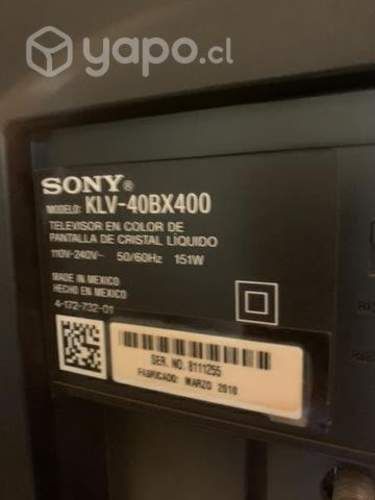 yapo.cl
SONY®
MODELO: KLV-40BX400
TELEVISOR EN COLOR DE
PANTALLA DE CRISTAL LÍQUIDO
110V-240V~ 50/60Hz 151W
MADE IN MEXICO
HECHO EN MEXICO
4-172-732-01
SER. NO. 8111255
FABRICADO: MARZO 2010